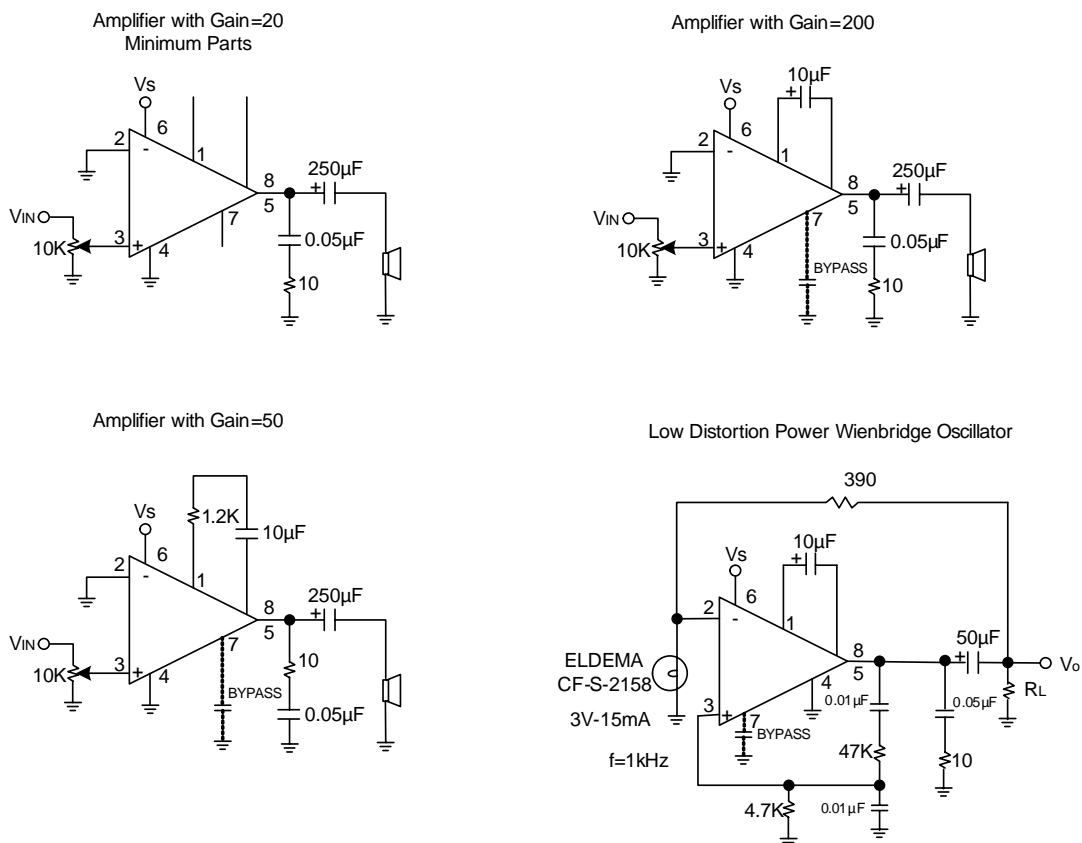 Amplifier with Gain=20
Minimum Parts
Vs
6
2
-
1
8
5
7
250µF
VIN
10K
3
+
4
0.05µF
10
Amplifier with Gain=200
10µF
+
Vs
6
2
-
1
8
5
7
+
250µF
VIN
10K
3
+
4
BYPASS
0.05µF
10
Amplifier with Gain=50
1.2K
10µF
Vs
6
2
-
1
8
5
7
+
250µF
VIN
10K
3
+
4
BYPASS
10
0.05µF
Low Distortion Power Wienbridge Oscillator
390
10µF
+
Vs
6
2
-
1
8
5
50µF
+
Vo
ELDEMA
CF-S-2158
3V-15mA
f=1kHz
3
+
7
4
BYPASS
0.01µF
0.05µF
RL
47K
10
4.7K
0.01µF